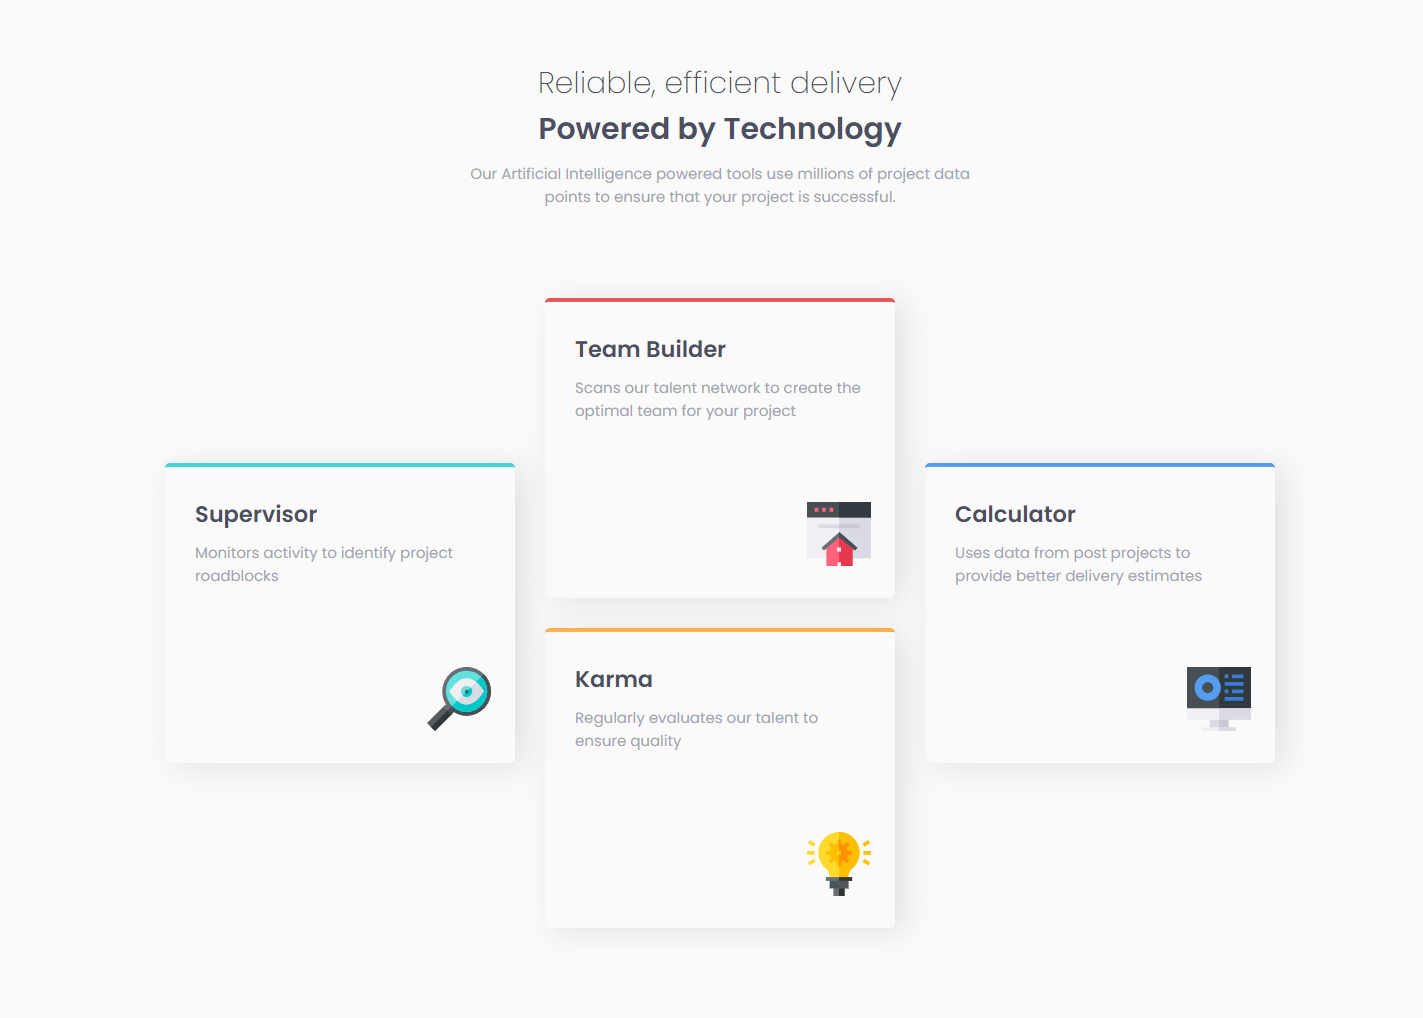 Reliable, efficient delivery
Powered by Technology
Our Artificial Intelligence powered tools use millions of project data
points to ensure that your project is successful.
Team Builder
Scans our talent network to create the
optimal team for your project
Supervisor
Monitors activity to identify project
roadblocks
Calculator
Uses data from post projects to
provide better delivery estimates
Karma
Regularly evaluates our talent to
ensure quality